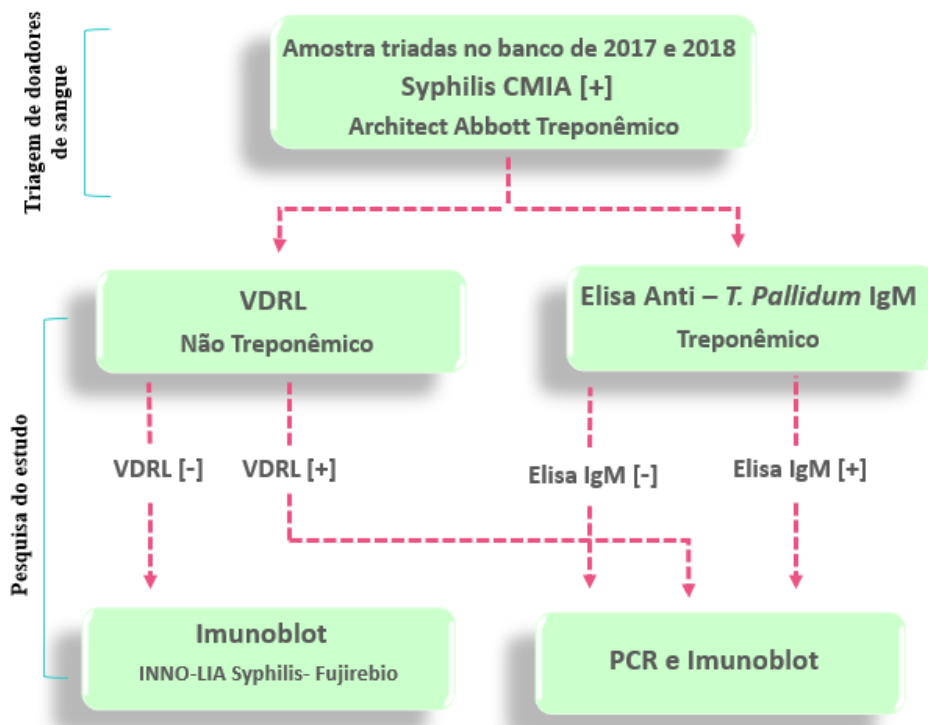 Triagem de doadores
de sangue
Amostra triadas no banco de 2017 e 2018
Syphilis CMIA [+]
Architect Abbott Treponêmico
Pesquisa do estudo
VDRL
Não Treponêmico
Elisa Anti – T. Pallidum IgM
Treponêmico
VDRL [-]
VDRL [+]
Elisa IgM [-]
Elisa IgM [+]
Imunoblot
INNO-LIA Syphilis- Fujirebio
PCR e Imunoblot